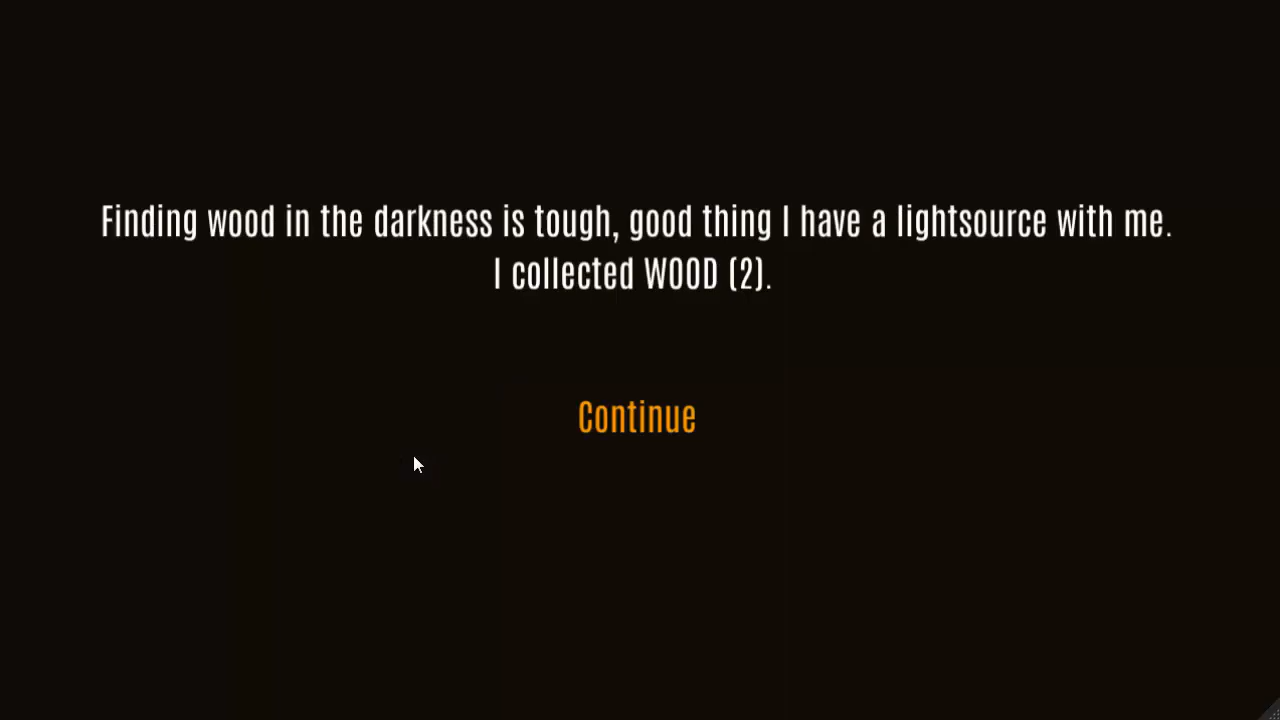 Finding wood in the darkness is tough, good thing I have a lightsource with me.
I collected WOOD (2).
Continue